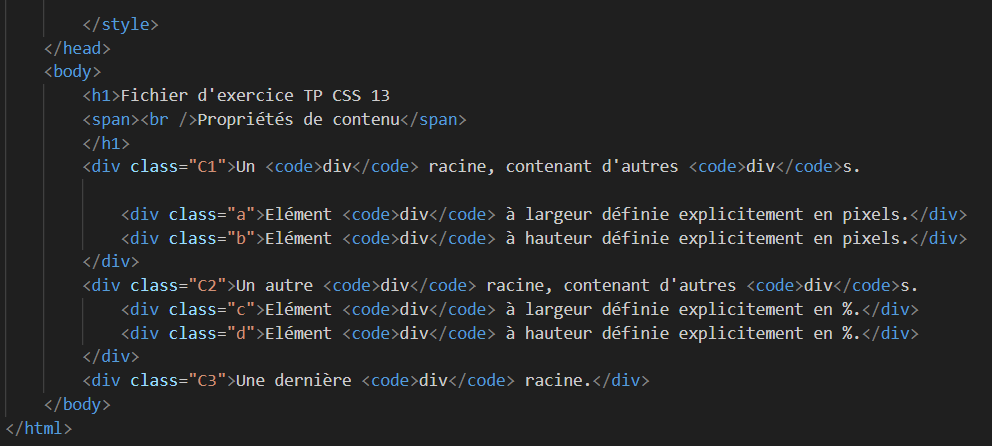 </style>
</head>
<body>
<h1>Fichier d'exercice TP CSS 13
<span><br />Propriétés de contenu</span>
</h1>
<div class="C1">Un <code>div</code> racine, contenant d'autres <code>div</code>s.
<div class="a">Elément <code>div</code> à largeur définie explicitement en pixels.</div>
<div class="b">Elément <code>div</code> à hauteur définie explicitement en pixels.</div>
</div>
<div class="C2">Un autre <code>div</code> racine, contenant d'autres <code>div</code>s.
<div class="c">Elément <code>div</code> à largeur définie explicitement en %.</div>
<div class="d">Elément <code>div</code> à hauteur définie explicitement en %.</div>
</div>
<div class="C3">Une dernière <code>div</code> racine.</div>
</body>
</html>